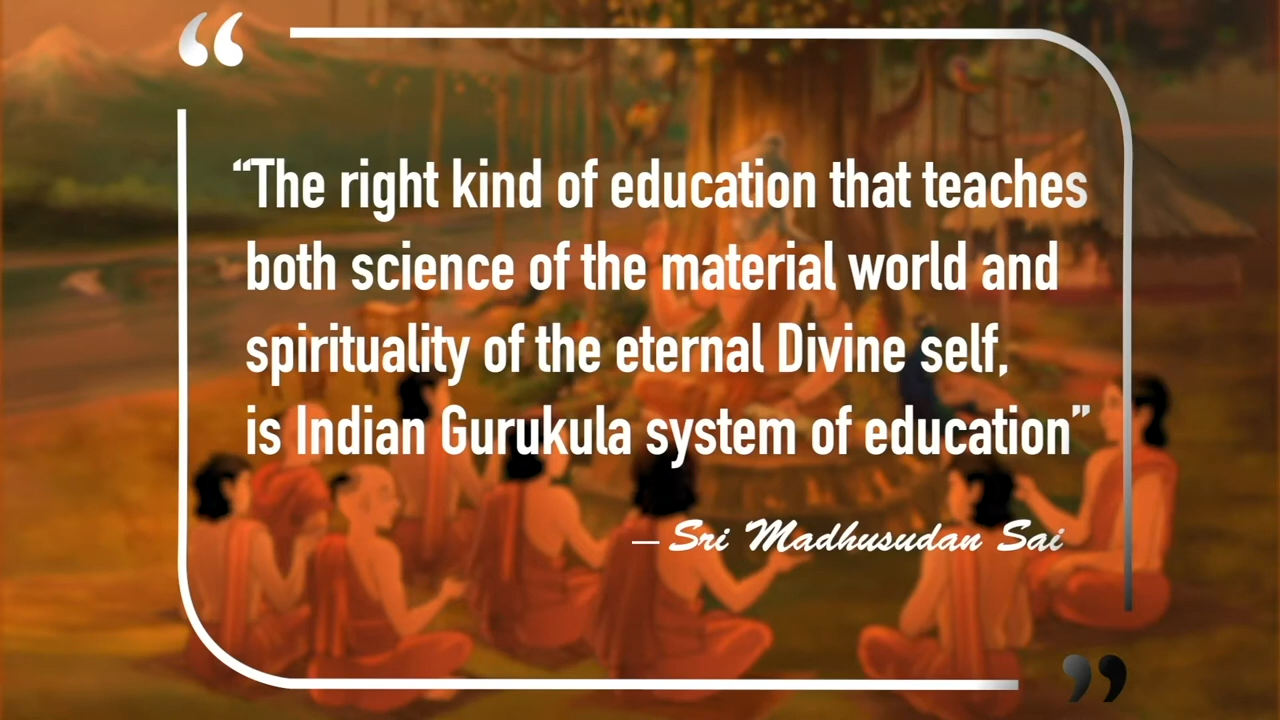 “The right kind of education that teaches
both science of the material world and
spirituality of the eternal Divine self,
is Indian Gurukula system of education”
— Sri Madhusudan Sai